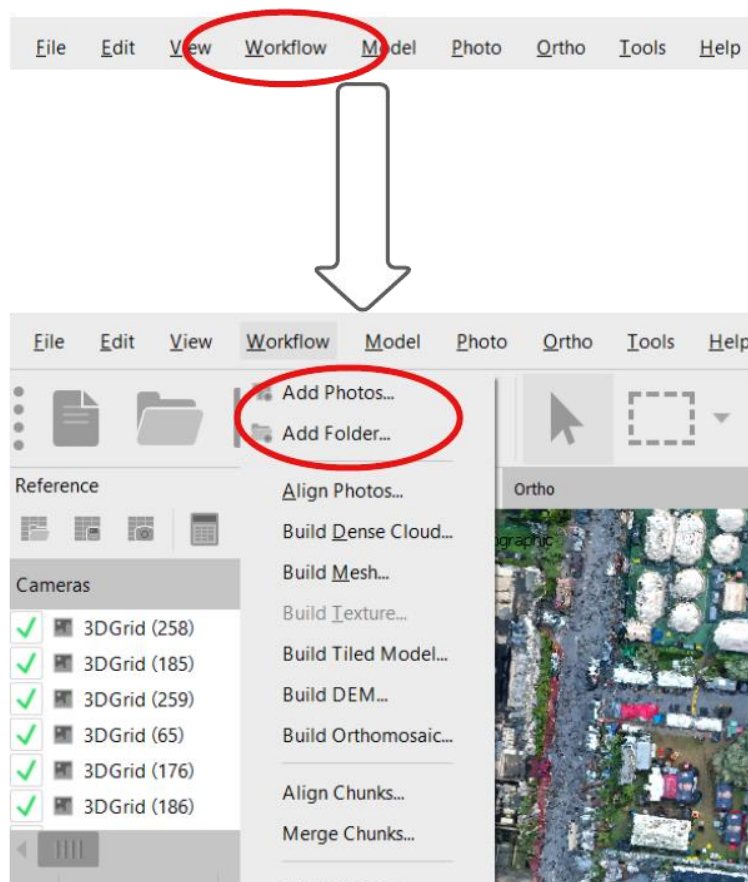 File Edit View Workflow Model Photo Ortho Tools Help
File Edit View Workflow Model Photo Ortho Tools Help
Add Photos...
Add Folder...
Reference
Ortho
Align Photos...
Build Dense Cloud...
Build Mesh...
Cameras
Build Texture...
3DGrid (258)
Build Tiled Model...
3DGrid (185)
3DGrid (259)
Build DEM...
3DGrid (65)
Build Orthomosaic...
3DGrid (176)
3DGrid (186)
Align Chunks...
Merge Chunks...